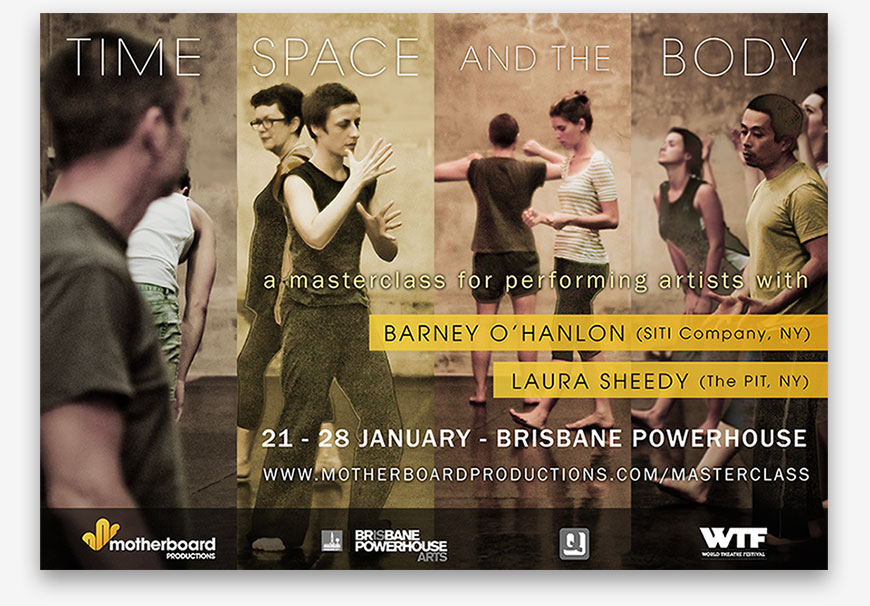 TIME SPACE AND THE BODY
a masterclass for performing artists with
BARNEY O'HANLON (SITI Company, NY)
LAURA SHEEDY (The PIT, NY)
21 - 28 JANUARY - BRISBANE POWERHOUSE
WWW.MOTHERBOARDPRODUCTIONS.COM/MASTERCLASS
motherboard
PRODUCTIONS
BRISBANE
POWERHOUSE
ARTS
QJ
WTF
WORLD THEATRE FESTIVAL